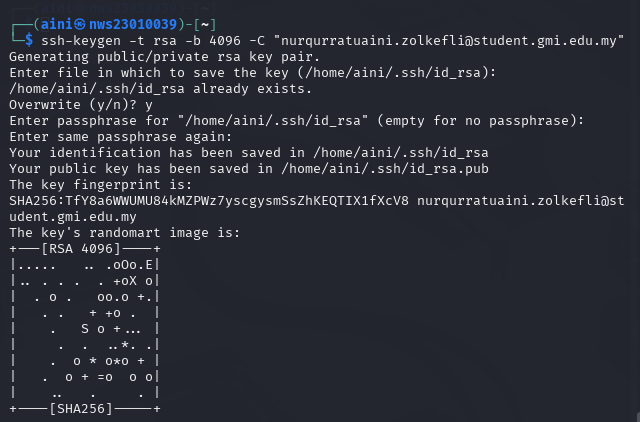 ┌──(aini㉿nws23010039)-[~]
└─$ ssh-keygen -t rsa -b 4096 -C "nurqurratuaini.zolkefli@student.gmi.edu.my"
Generating public/private rsa key pair.
Enter file in which to save the key (/home/aini/.ssh/id_rsa):
/home/aini/.ssh/id_rsa already exists.
Overwrite (y/n)? y
Enter passphrase for "/home/aini/.ssh/id_rsa" (empty for no passphrase):
Enter same passphrase again:
Your identification has been saved in /home/aini/.ssh/id_rsa
Your public key has been saved in /home/aini/.ssh/id_rsa.pub
The key fingerprint is:
SHA256:TfY8a6WWUMU84kMZPWz7yscgysmSsZhKEQTIX1fXcV8 nurqurratuaini.zolkefli@st
udent.gmi.edu.my
The key's randomart image is:
+---[RSA 4096]----+
|.....   .. .oOo.E|
|.. . . .  . +oX o|
|  . o .   oo.o +.|
|   . .   + +o .  |
|    .   S o +... |
|     .  .  ..*. .|
|    .  o * o*o + |
|   .  o + =o  o o|
|    ..   .     . |
+----[SHA256]-----+